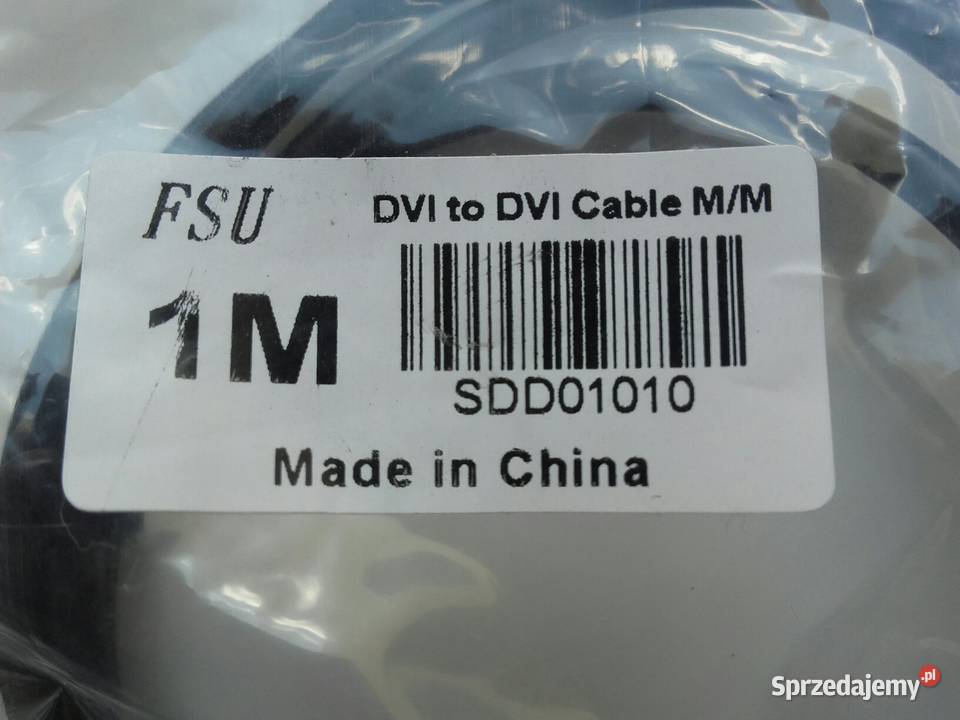 FSU
DVI to DVI Cable M/M
1M
SDD01010
Made in China
Sprzedajemy.pl